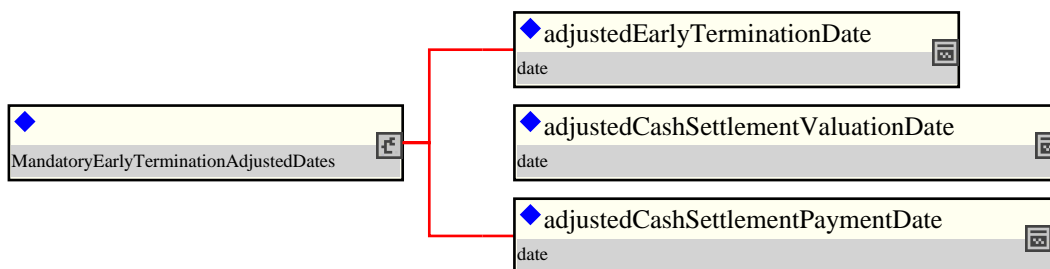 adjustedEarlyTerminationDate
date
MandatoryEarlyTerminationAdjustedDates
adjustedCashSettlementValuationDate
date
adjustedCashSettlementPaymentDate
date